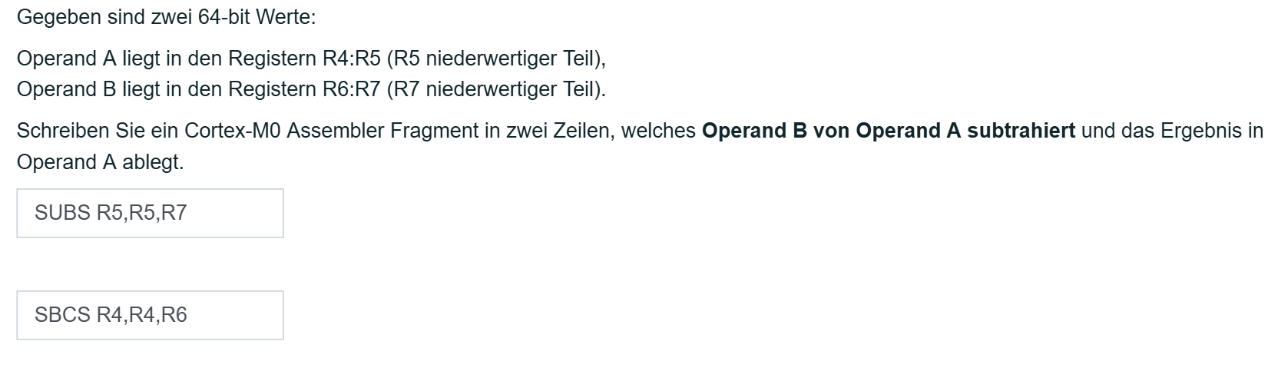 Gegeben sind zwei 64-bit Werte:
Operand A liegt in den Registern R4:R5 (R5 niederwertiger Teil),
Operand B liegt in den Registern R6:R7 (R7 niederwertiger Teil).
Schreiben Sie ein Cortex-M0 Assembler Fragment in zwei Zeilen, welches Operand B von Operand A subtrahiert und das Ergebnis in
Operand A ablegt.
SUBS R5,R5,R7
SBCS R4,R4,R6